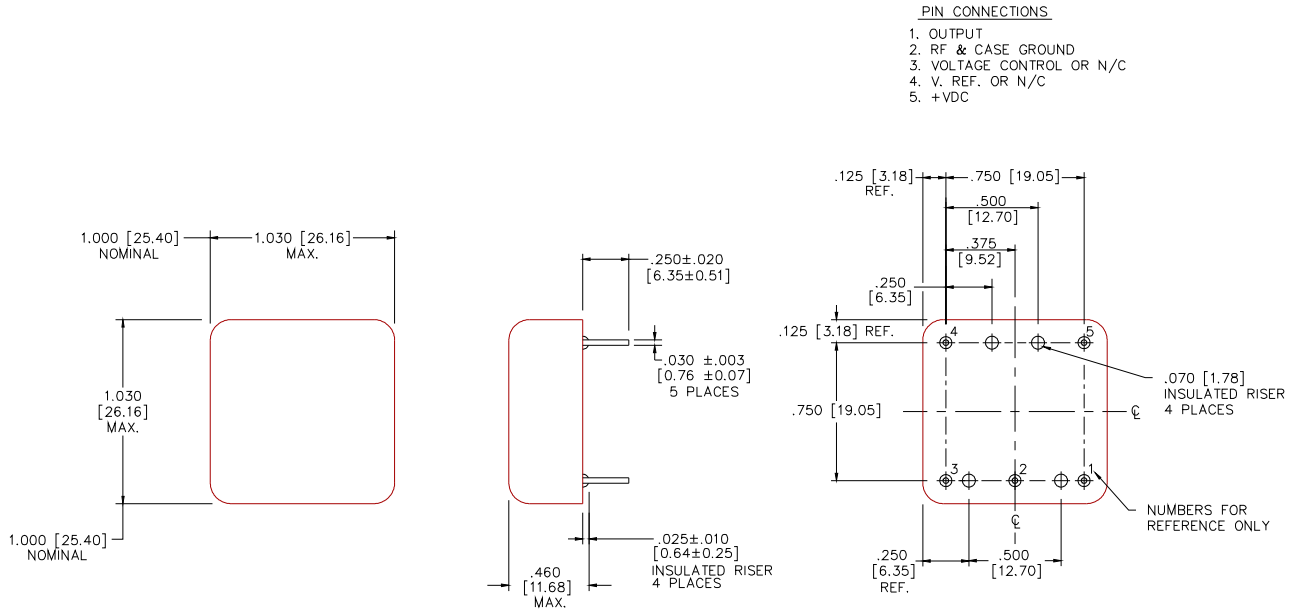 PIN CONNECTIONS
1. OUTPUT
2. RF & CASE GROUND
3. VOLTAGE CONTROL OR N/C
4. V. REF. OR N/C
5. +VDC
1.000 [25.40]
NOMINAL
1.030 [26.16]
MAX.
1.030
[26.16]
MAX.
1.000 [25.40]
NOMINAL
.250±.020
[6.35±0.51]
.030 ±.003
[0.76 ±0.07]
5 PLACES
.025±.010
[0.64±0.25]
INSULATED RISER
4 PLACES
.460
[11.68]
MAX.
.125 [3.18]
REF.
.750 [19.05]
.500
[12.70]
.375
[9.52]
.250
[6.35]
.125 [3.18] REF.
4
5
.070 [1.78]
INSULATED RISER
4 PLACES
.750 [19.05]
℄
3
2
1
℄
NUMBERS FOR
REFERENCE ONLY
.250
[6.35]
REF.
.500
[12.70]